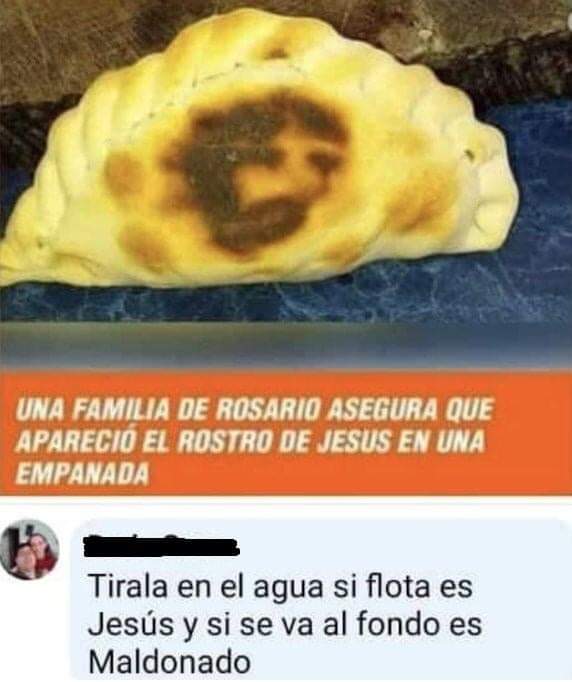 UNA FAMILIA DE ROSARIO ASEGURA QUE
APARECIÓ EL ROSTRO DE JESUS EN UNA
EMPANADA
Tirala en el agua si flota es
Jesús y si se va al fondo es
Maldonado